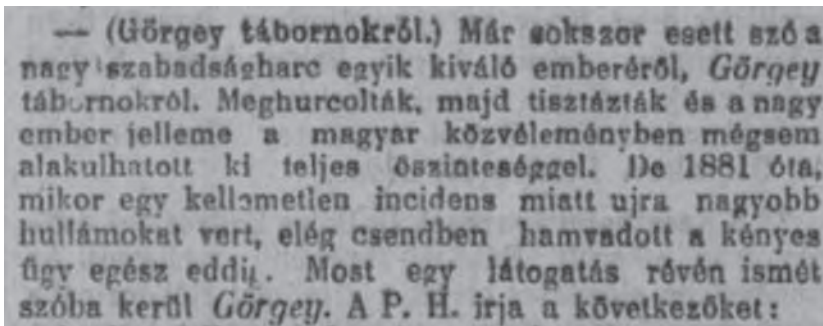 — (Görgey tábornokról.) Már sokszor esett szó a
nagy szabadságharc egyik kiváló emberéről, Görgey
tábornokról. Meghurcolták, majd tisztázták és a nagy
ember jelleme a magyar közvéleményben mégsem
alakulhatott ki teljes őszinteséggel. De 1881 óta,
mikor egy kellemetlen incidens miatt ujra nagyobb
hullámokat vert, elég csendben hamvadott a kényes
ügy egész eddig. Most egy látogatás révén ismét
szóba kerül Görgey. A P. H. irja a következőket: